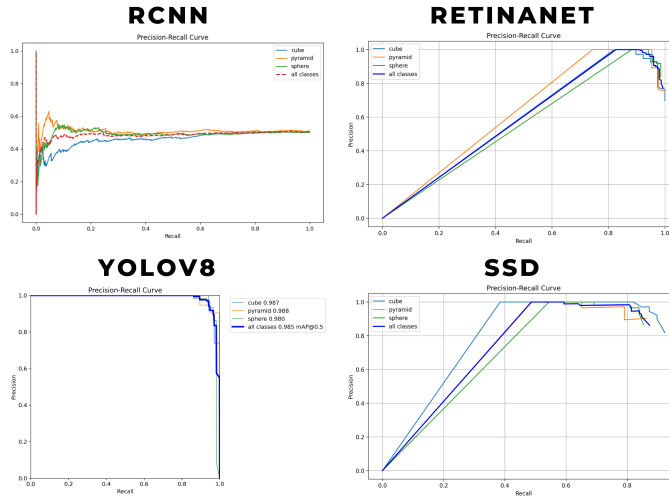 RCNN
Precision-Recall Curve
cube
pyramid
sphere
all classes
1.0
0.8
0.6
0.4
0.2
0.0
Precision
0.0 0.2 0.4 0.6 0.8 1.0
Recall
RETINANET
Precision-Recall Curve
cube
pyramid
sphere
all classes
1.0
0.8
0.6
0.4
0.2
0.0
Precision
0.0 0.2 0.4 0.6 0.8 1.0
Recall
YOLOV8
Precision-Recall Curve
cube 0.987
pyramid 0.988
sphere 0.980
all classes 0.985 mAP@0.5
1.0
0.8
0.6
0.4
0.2
0.0
Precision
0.0 0.2 0.4 0.6 0.8 1.0
Recall
SSD
Precision-Recall Curve
cube
pyramid
sphere
all classes
1.0
0.8
0.6
0.4
0.2
0.0
Precision
0.0 0.2 0.4 0.6 0.8
Recall